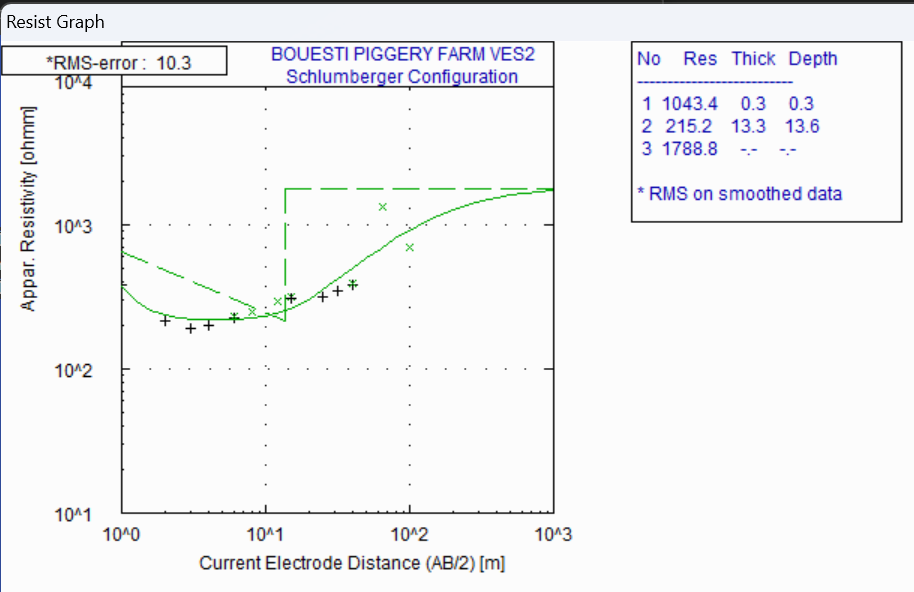 Resist Graph
*RMS-error : 10.3
BOUESTI PIGGERY FARM VES2
Schlumberger Configuration
10^4
10^3
10^2
10^1
Appar. Resistivity [ohmm]
10^0 10^1 10^2 10^3
Current Electrode Distance (AB/2) [m]
No Res Thick Depth
---------------------------
1 1043.4 0.3 0.3
2 215.2 13.3 13.6
3 1788.8 -.- -.-
* RMS on smoothed data